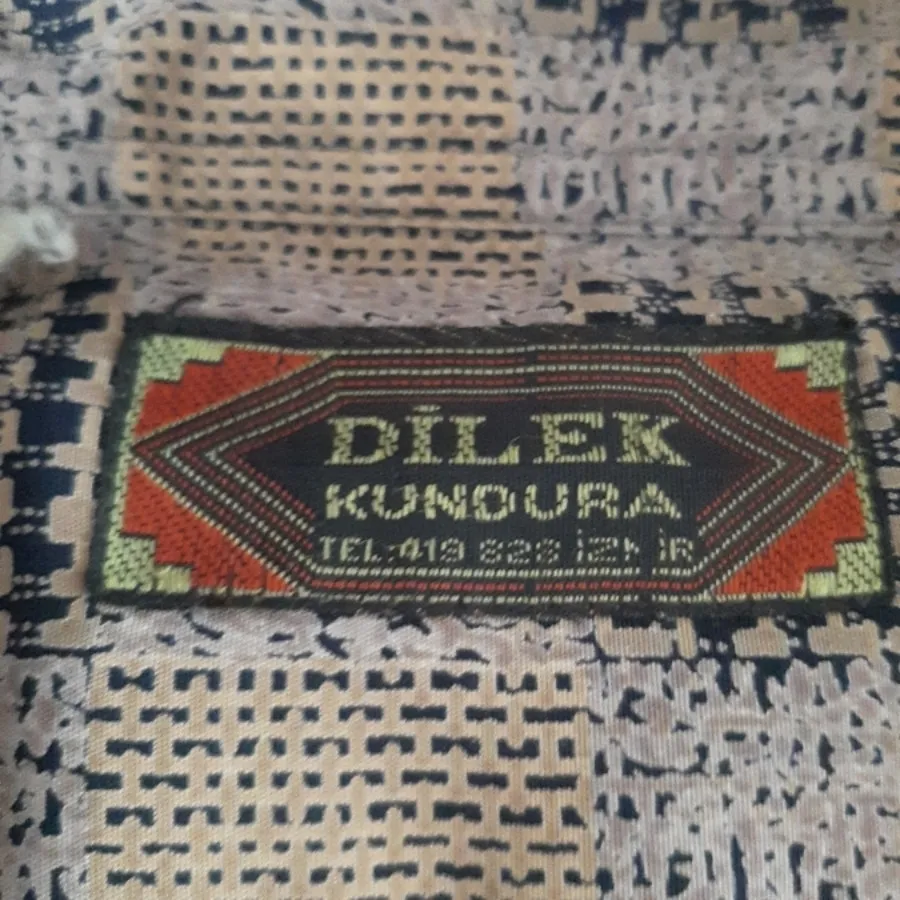 DİLEK
KUNDURA
TEL: 419 828 İZMİR